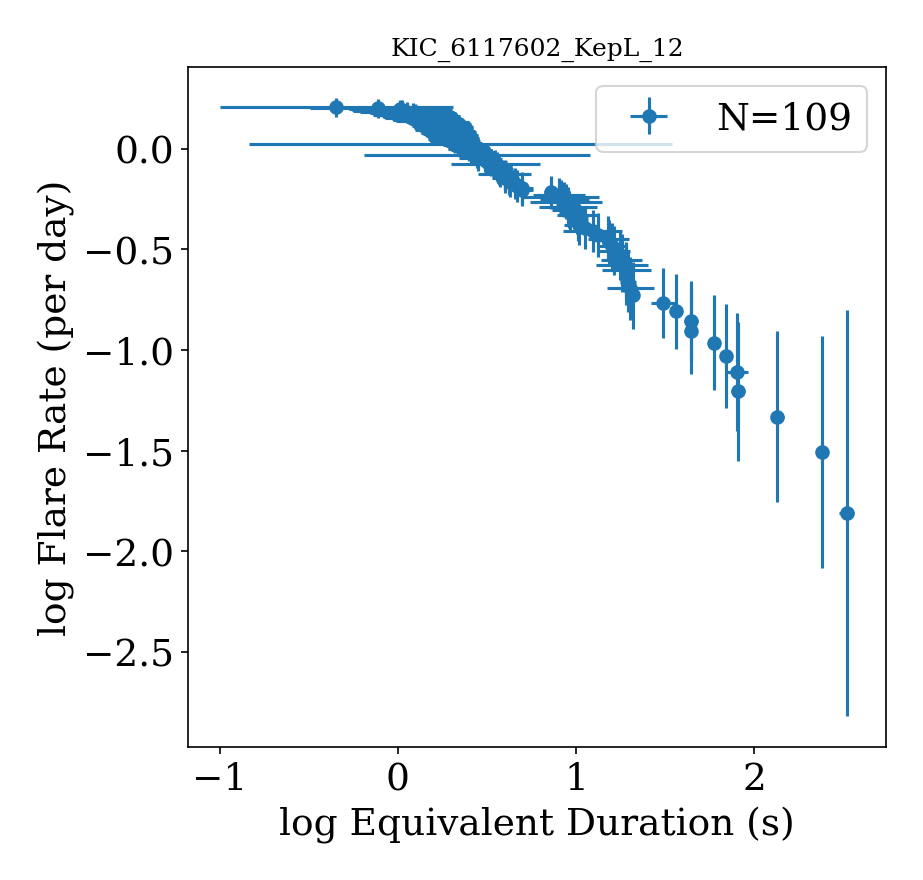 KIC_6117602_KepL_12
N=109
0.0
−0.5
−1.0
−1.5
−2.0
−2.5
log Flare Rate (per day)
−1 0 1 2
log Equivalent Duration (s)